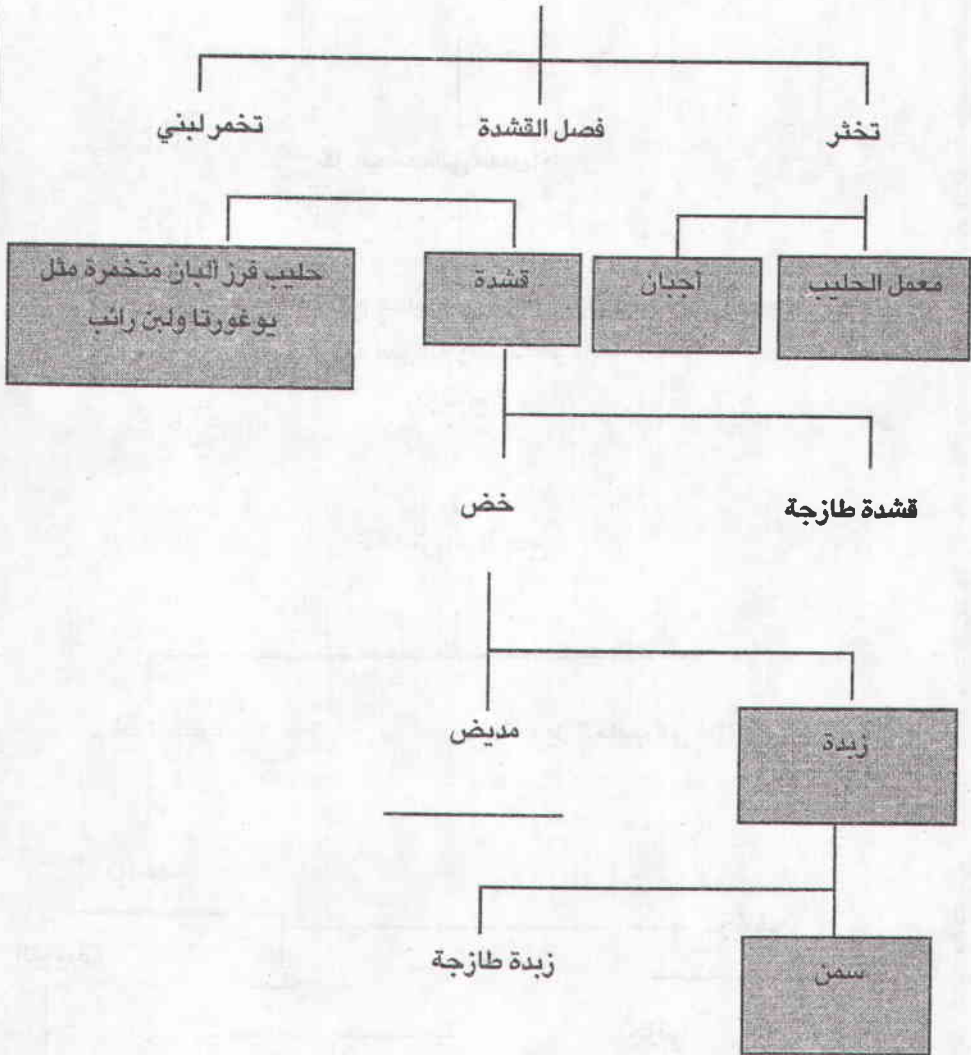 تخثر
فصل القشدة
تخمر لبني
معمل الحليب
أجبان
قشدة
حليب فرز ألبان متخمرة مثل
يوغورتا ولبن رائب
قشدة طازجة
خض
مديض
زبدة
زبدة طازجة
سمن